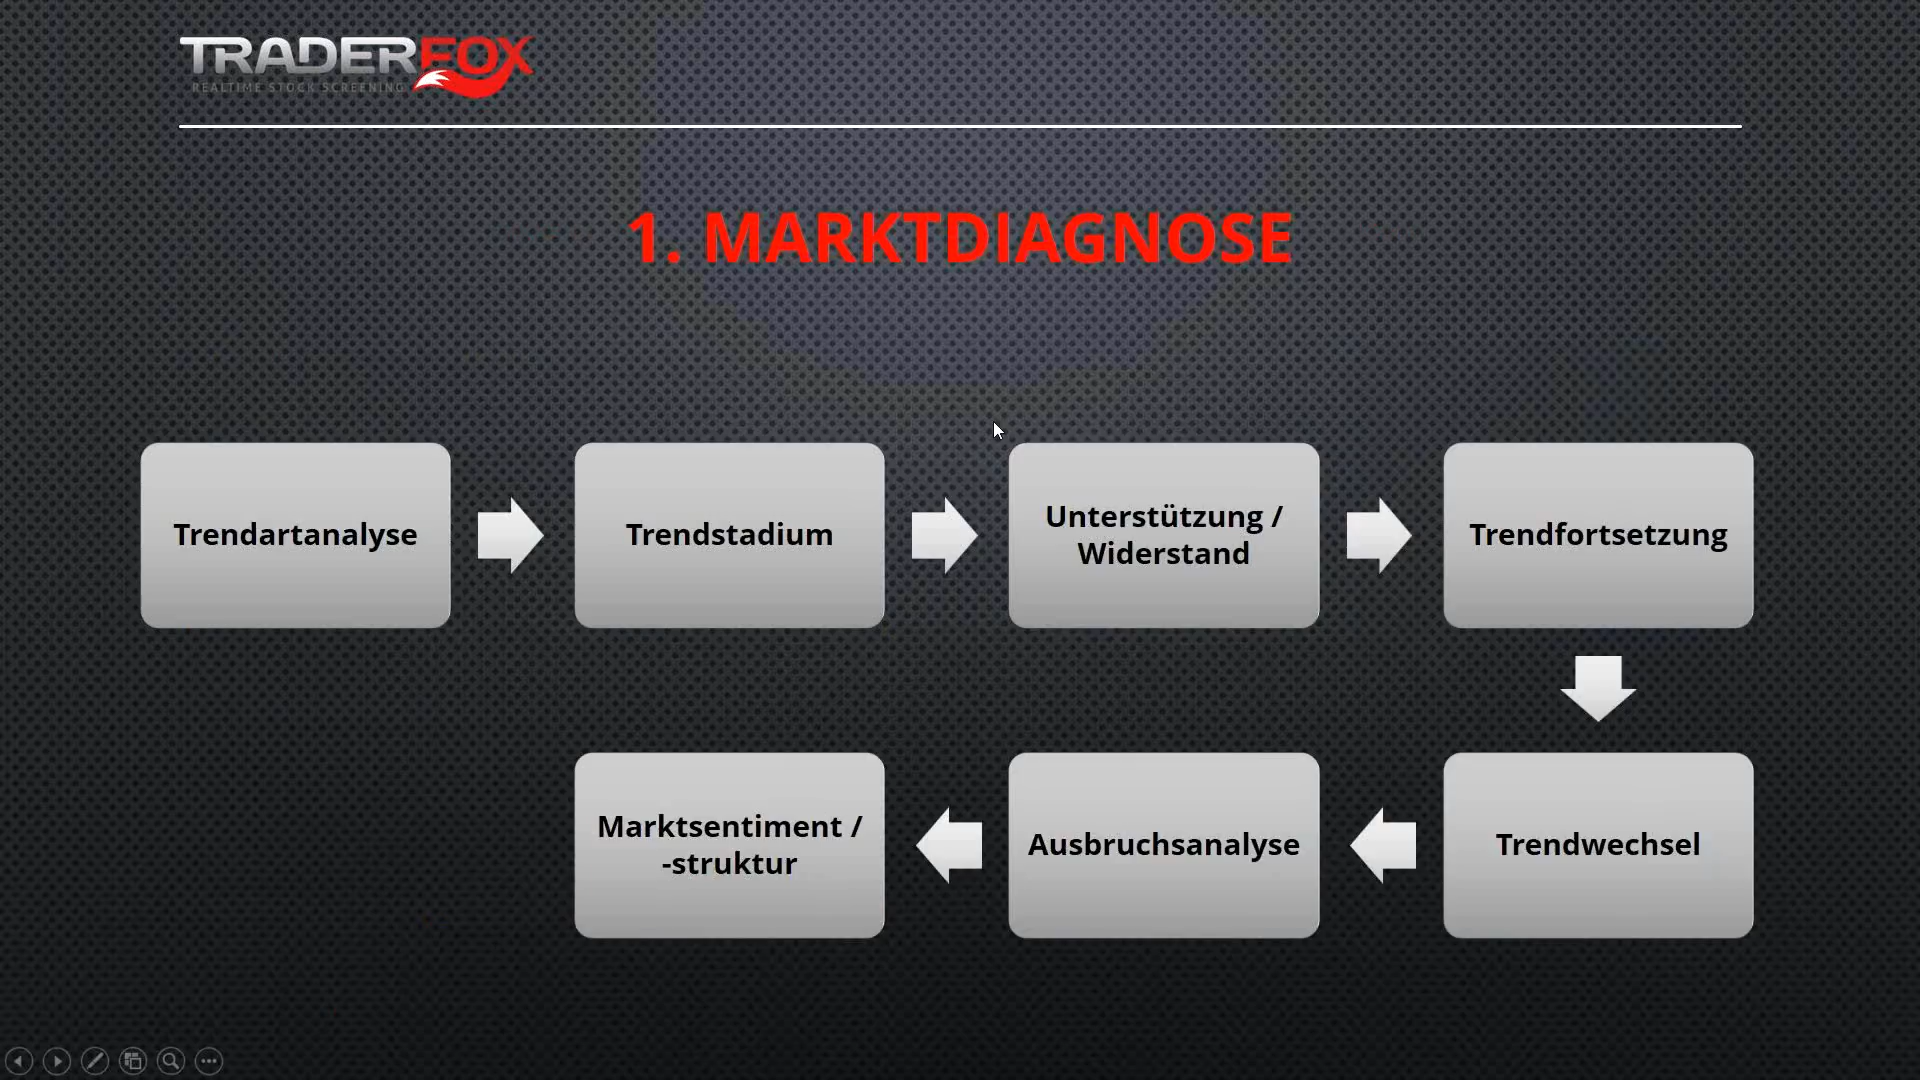 TRADERFOX
REALTIME STOCK SCREENING
1. MARKTDIAGNOSE
Trendartanalyse
Trendstadium
Unterstützung /
Widerstand
Trendfortsetzung
Trendwechsel
Ausbruchsanalyse
Marktsentiment /
-struktur